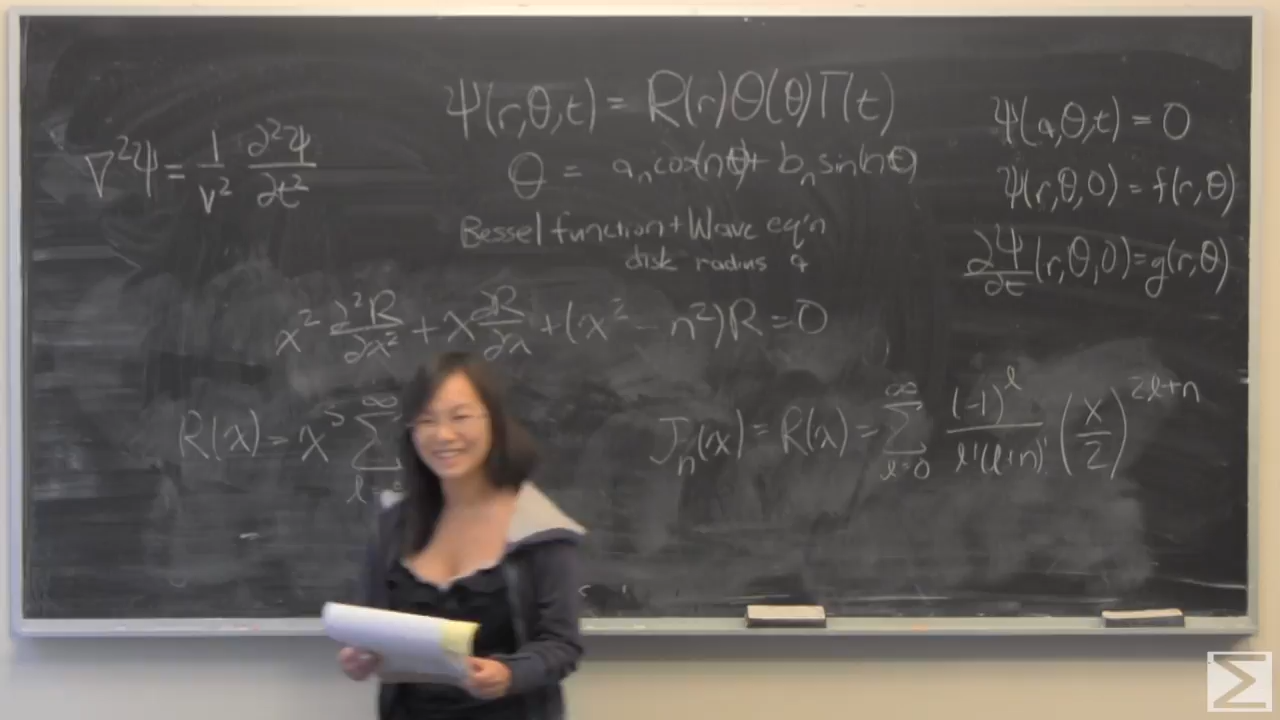 Ψ(r,θ,t) = R(r)Θ(θ)T(t)
∇²Ψ = 1/v² ∂²Ψ/∂t²
Θ = aₙcos(nθ) + bₙsin(nθ)
Bessel function + Wave eq'n
disk radius a
Ψ(a,θ,t) = 0
Ψ(r,θ,0) = f(r,θ)
∂Ψ/∂t (r,θ,0) = g(r,θ)
x² ∂²R/∂x² + x ∂R/∂x + (x² - n²)R = 0
R(x) = xˢ ∑ ∞
Jₙ(x) = R(x) = ∑ ∞ l=0 (-1)ˡ / l!(l+n)! (x/2)²ˡ⁺ⁿ
Σ